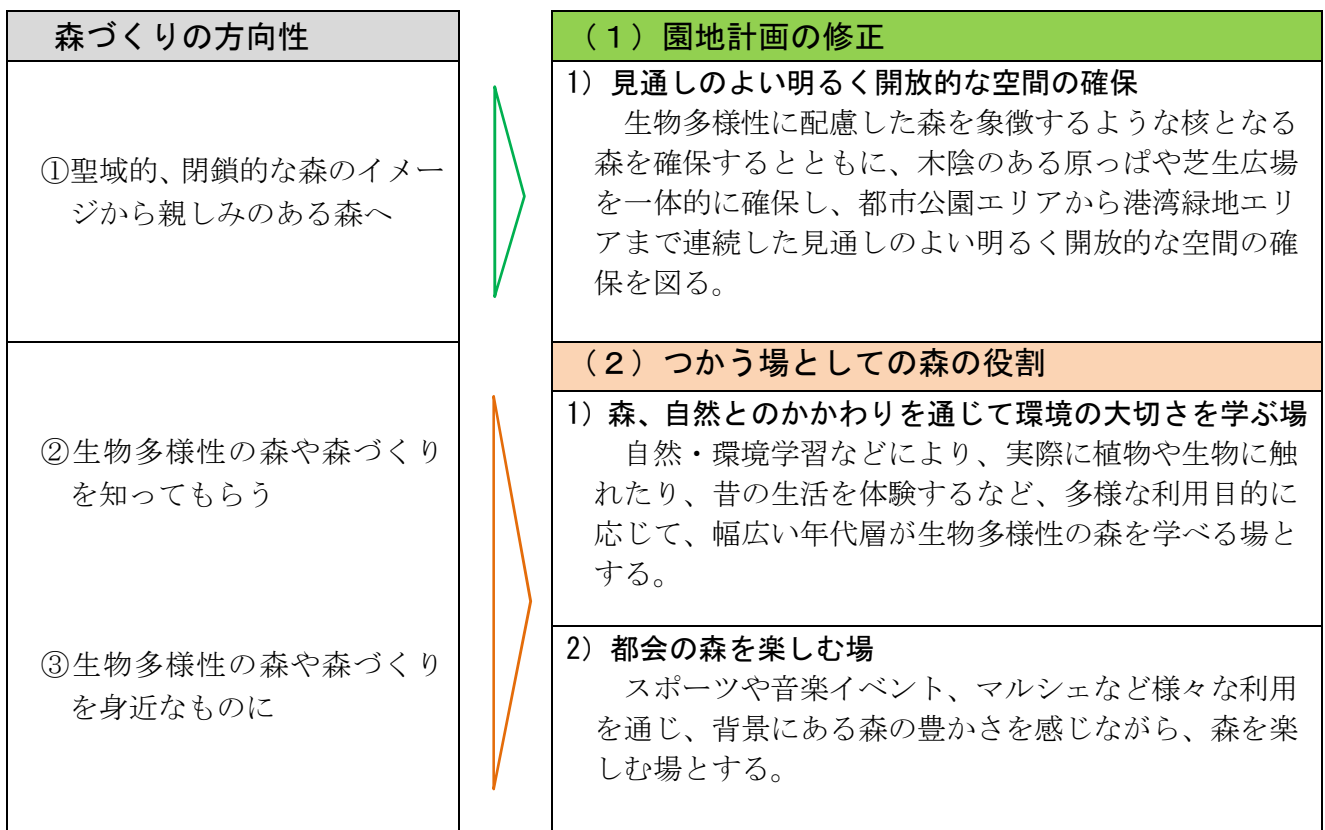 森づくりの方向性
①聖域的、閉鎖的な森のイメー
ジから親しみのある森へ
②生物多様性の森や森づくり
を知ってもらう
③生物多様性の森や森づくり
を身近なものに
（１）園地計画の修正
1）見通しのよい明るく開放的な空間の確保
生物多様性に配慮した森を象徴するような核となる
森を確保するとともに、木陰のある原っぱや芝生広場
を一体的に確保し、都市公園エリアから港湾緑地エリ
アまで連続した見通しのよい明るく開放的な空間の確
保を図る。
（２）つかう場としての森の役割
1）森、自然とのかかわりを通じて環境の大切さを学ぶ場
自然・環境学習などにより、実際に植物や生物に触
れたり、昔の生活を体験するなど、多様な利用目的に
応じて、幅広い年代層が生物多様性の森を学べる場と
する。
2）都会の森を楽しむ場
スポーツや音楽イベント、マルシェなど様々な利用
を通じ、背景にある森の豊かさを感じながら、森を楽
しむ場とする。